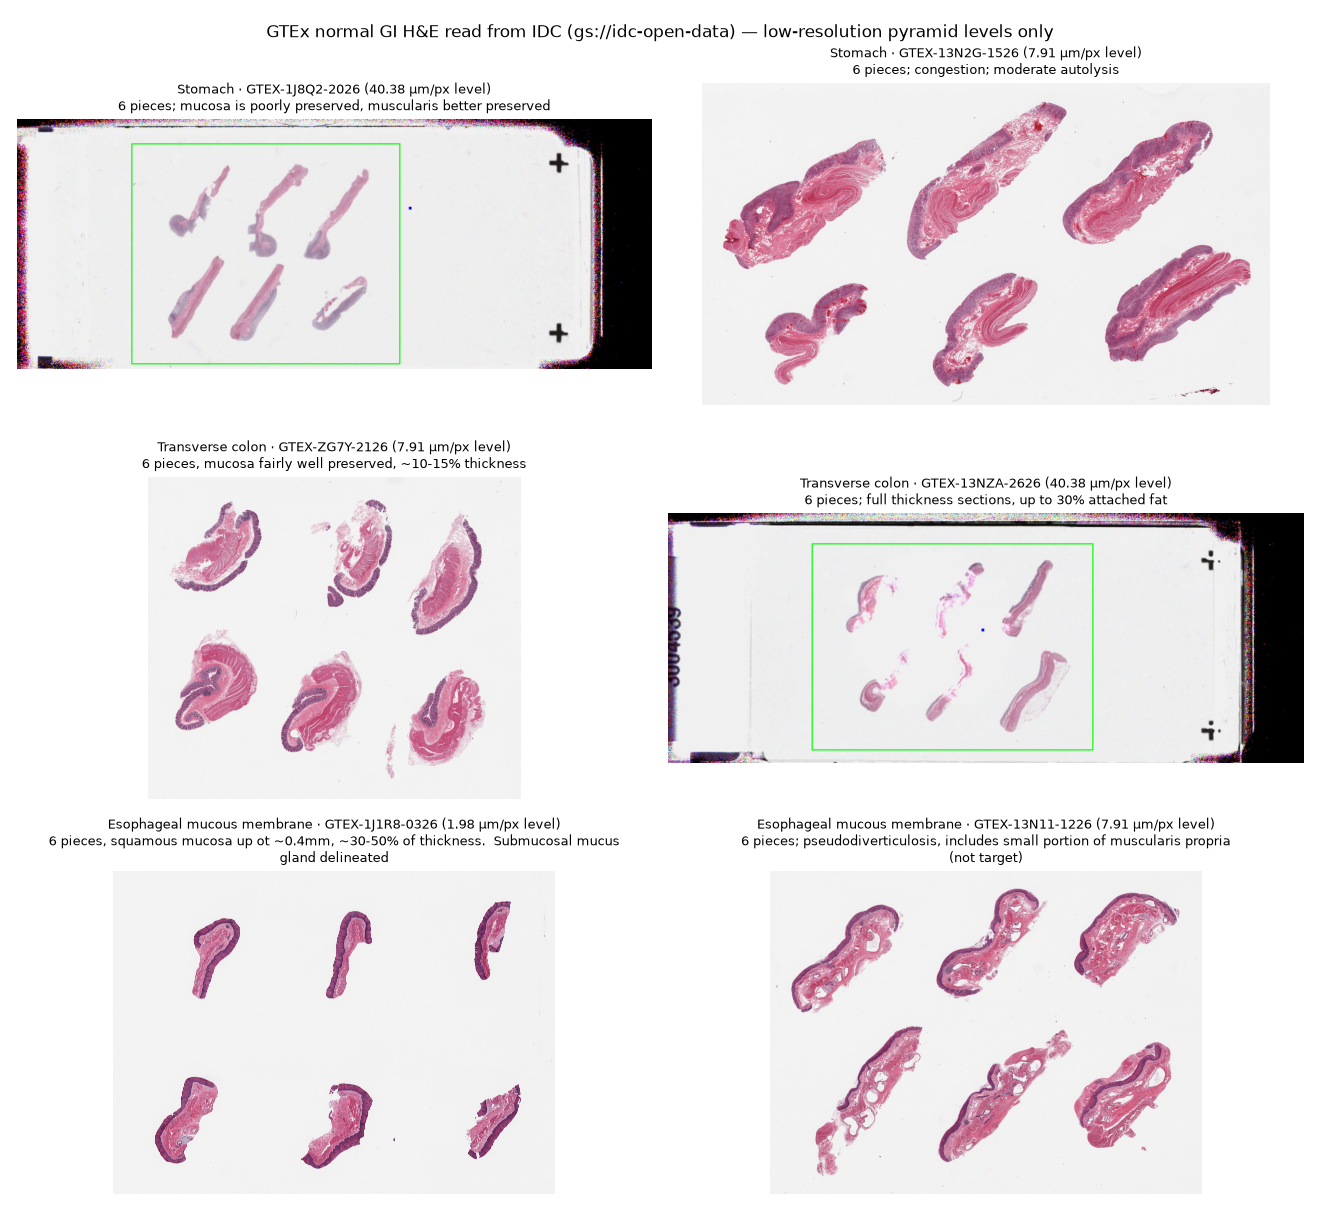 GTEx normal GI H&E read from IDC (gs://idc-open-data) — low-resolution pyramid levels only
Stomach · GTEX-1J8Q2-2026 (40.38 µm/px level)
6 pieces; mucosa is poorly preserved, muscularis better preserved
Stomach · GTEX-13N2G-1526 (7.91 µm/px level)
6 pieces; congestion; moderate autolysis
Transverse colon · GTEX-ZG7Y-2126 (7.91 µm/px level)
6 pieces, mucosa fairly well preserved, ~10-15% thickness
Transverse colon · GTEX-13NZA-2626 (40.38 µm/px level)
6 pieces; full thickness sections, up to 30% attached fat
Esophageal mucous membrane · GTEX-1J1R8-0326 (1.98 µm/px level)
6 pieces, squamous mucosa up ot ~0.4mm, ~30-50% of thickness.  Submucosal mucus
gland delineated
Esophageal mucous membrane · GTEX-13N11-1226 (7.91 µm/px level)
6 pieces; pseudodiverticulosis, includes small portion of muscularis propria
(not target)